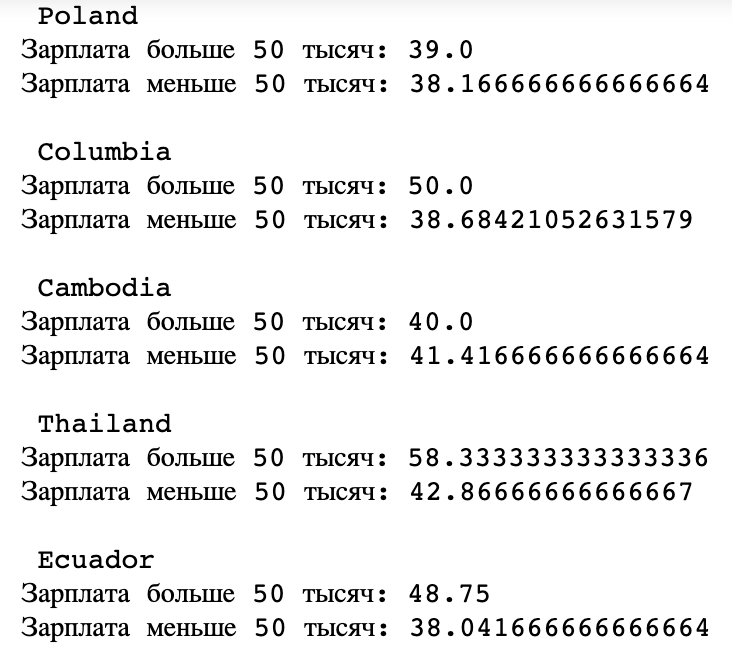 Poland
Зарплата больше 50 тысяч: 39.0
Зарплата меньше 50 тысяч: 38.166666666666664
Columbia
Зарплата больше 50 тысяч: 50.0
Зарплата меньше 50 тысяч: 38.68421052631579
Cambodia
Зарплата больше 50 тысяч: 40.0
Зарплата меньше 50 тысяч: 41.416666666666664
Thailand
Зарплата больше 50 тысяч: 58.333333333333336
Зарплата меньше 50 тысяч: 42.86666666666667
Ecuador
Зарплата больше 50 тысяч: 48.75
Зарплата меньше 50 тысяч: 38.041666666666664